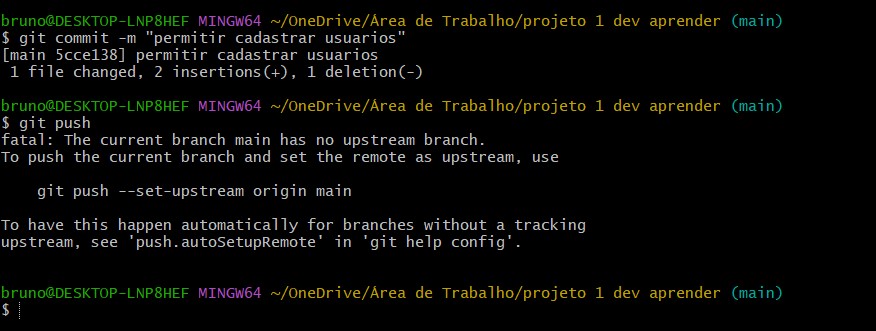 bruno@DESKTOP-LNP8HEF MINGW64 ~/OneDrive/Área de Trabalho/projeto 1 dev aprender (main)
$ git commit -m "permitir cadastrar usuarios"
[main 5cce138] permitir cadastrar usuarios
 1 file changed, 2 insertions(+), 1 deletion(-)

bruno@DESKTOP-LNP8HEF MINGW64 ~/OneDrive/Área de Trabalho/projeto 1 dev aprender (main)
$ git push
fatal: The current branch main has no upstream branch.
To push the current branch and set the remote as upstream, use

    git push --set-upstream origin main

To have this happen automatically for branches without a tracking
upstream, see 'push.autoSetupRemote' in 'git help config'.

bruno@DESKTOP-LNP8HEF MINGW64 ~/OneDrive/Área de Trabalho/projeto 1 dev aprender (main)
$